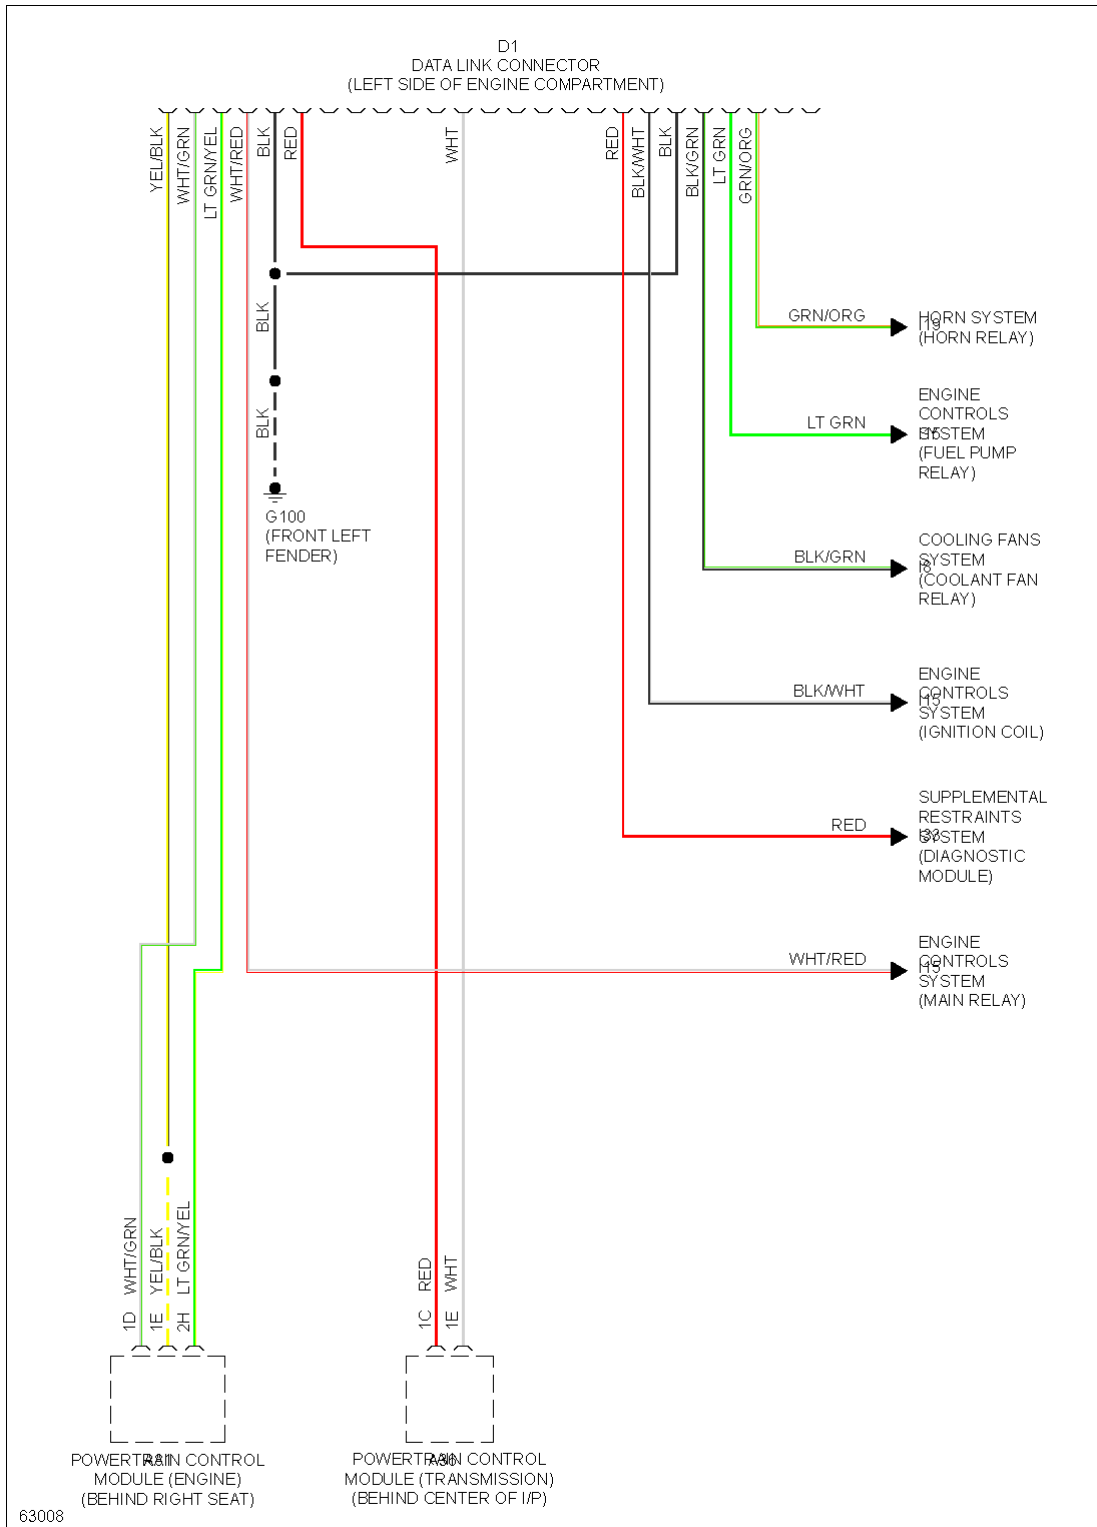 D1
DATA LINK CONNECTOR
(LEFT SIDE OF ENGINE COMPARTMENT)
YEL/BLK
WHT/GRN
LT GRN/YEL
WHT/RED
BLK
RED
WHT
RED
BLK/WHT
BLK
BLK/GRN
LT GRN
GRN/ORG
BLK
BLK
G100
(FRONT LEFT
FENDER)
GRN/ORG
HORN SYSTEM
I19
(HORN RELAY)
LT GRN
ENGINE
CONTROLS
SYSTEM
(FUEL PUMP
RELAY)
BLK/GRN
COOLING FANS
SYSTEM
I8
(COOLANT FAN
RELAY)
BLK/WHT
ENGINE
CONTROLS
I15
SYSTEM
(IGNITION COIL)
RED
SUPPLEMENTAL
RESTRAINTS
SYSTEM
I33
(DIAGNOSTIC
MODULE)
WHT/RED
ENGINE
CONTROLS
I15
SYSTEM
(MAIN RELAY)
1D WHT/GRN
1E YEL/BLK
2H LT GRN/YEL
1C RED
1E WHT
POWERTRAIN CONTROL
MODULE (ENGINE)
(BEHIND RIGHT SEAT)
POWERTRAIN CONTROL
MODULE (TRANSMISSION)
(BEHIND CENTER OF I/P)
63008